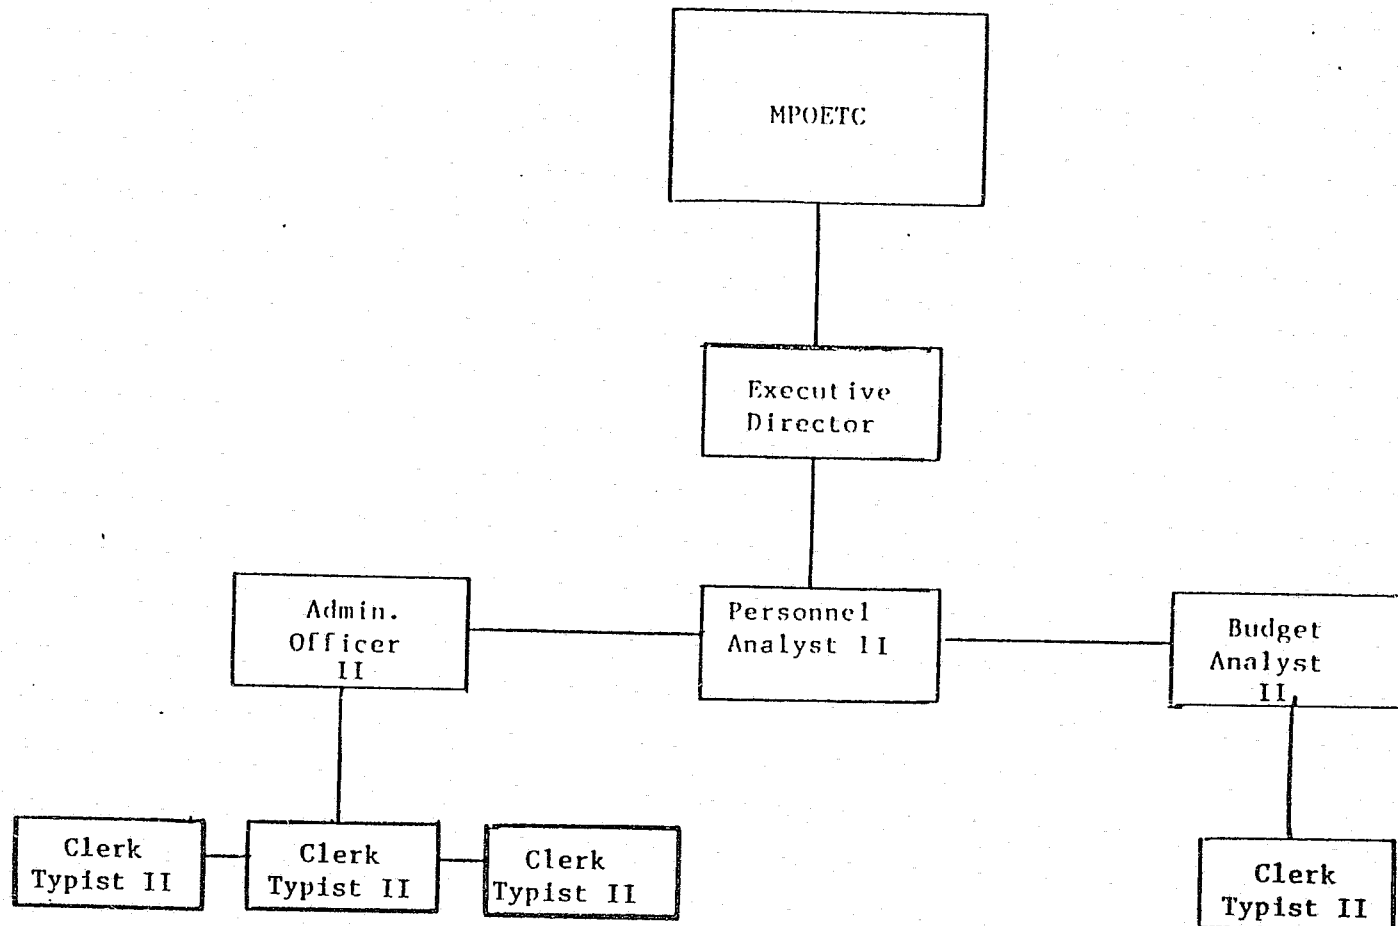 MPOETC
Executive
Director
Admin.
Officer
II
Personnel
Analyst II
Budget
Analyst
II
Clerk
Typist II
Clerk
Typist II
Clerk
Typist II
Clerk
Typist II